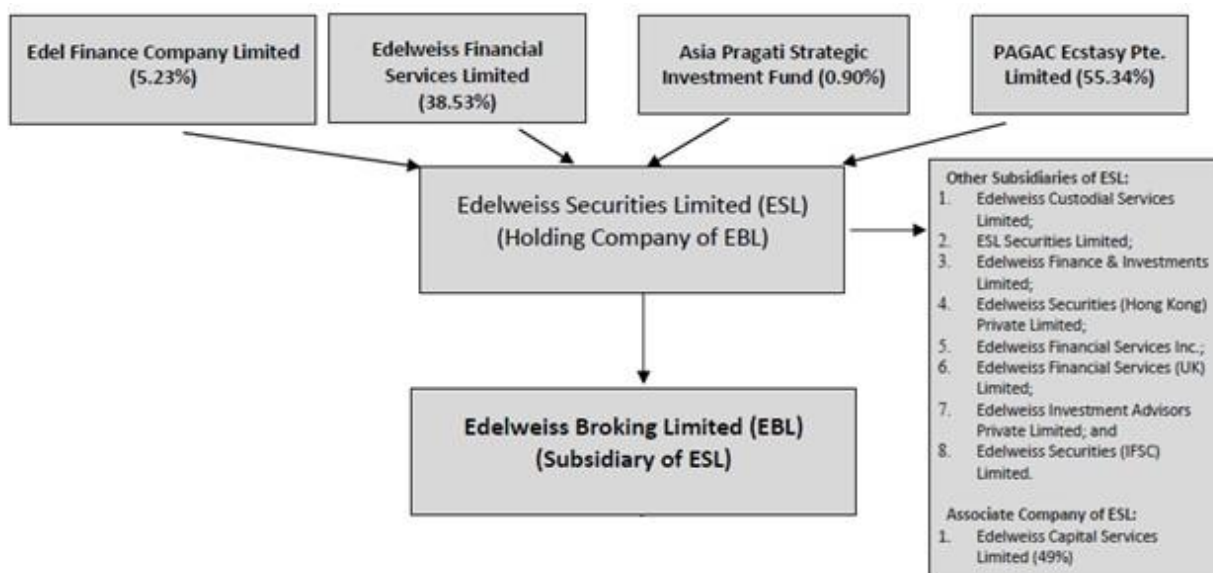 Edel Finance Company Limited
(5.23%)
Edelweiss Financial
Services Limited
(38.53%)
Asia Pragati Strategic
Investment Fund (0.90%)
PAGAC Ecstasy Pte.
Limited (55.34%)
Edelweiss Securities Limited (ESL)
(Holding Company of EBL)
Edelweiss Broking Limited (EBL)
(Subsidiary of ESL)
Other Subsidiaries of ESL:
1. Edelweiss Custodial Services
Limited;
2. ESL Securities Limited;
3. Edelweiss Finance & Investments
Limited;
4. Edelweiss Securities (Hong Kong)
Private Limited;
5. Edelweiss Financial Services Inc.;
6. Edelweiss Financial Services (UK)
Limited;
7. Edelweiss Investment Advisors
Private Limited; and
8. Edelweiss Securities (IFSC)
Limited.
Associate Company of ESL:
1. Edelweiss Capital Services
Limited (49%)